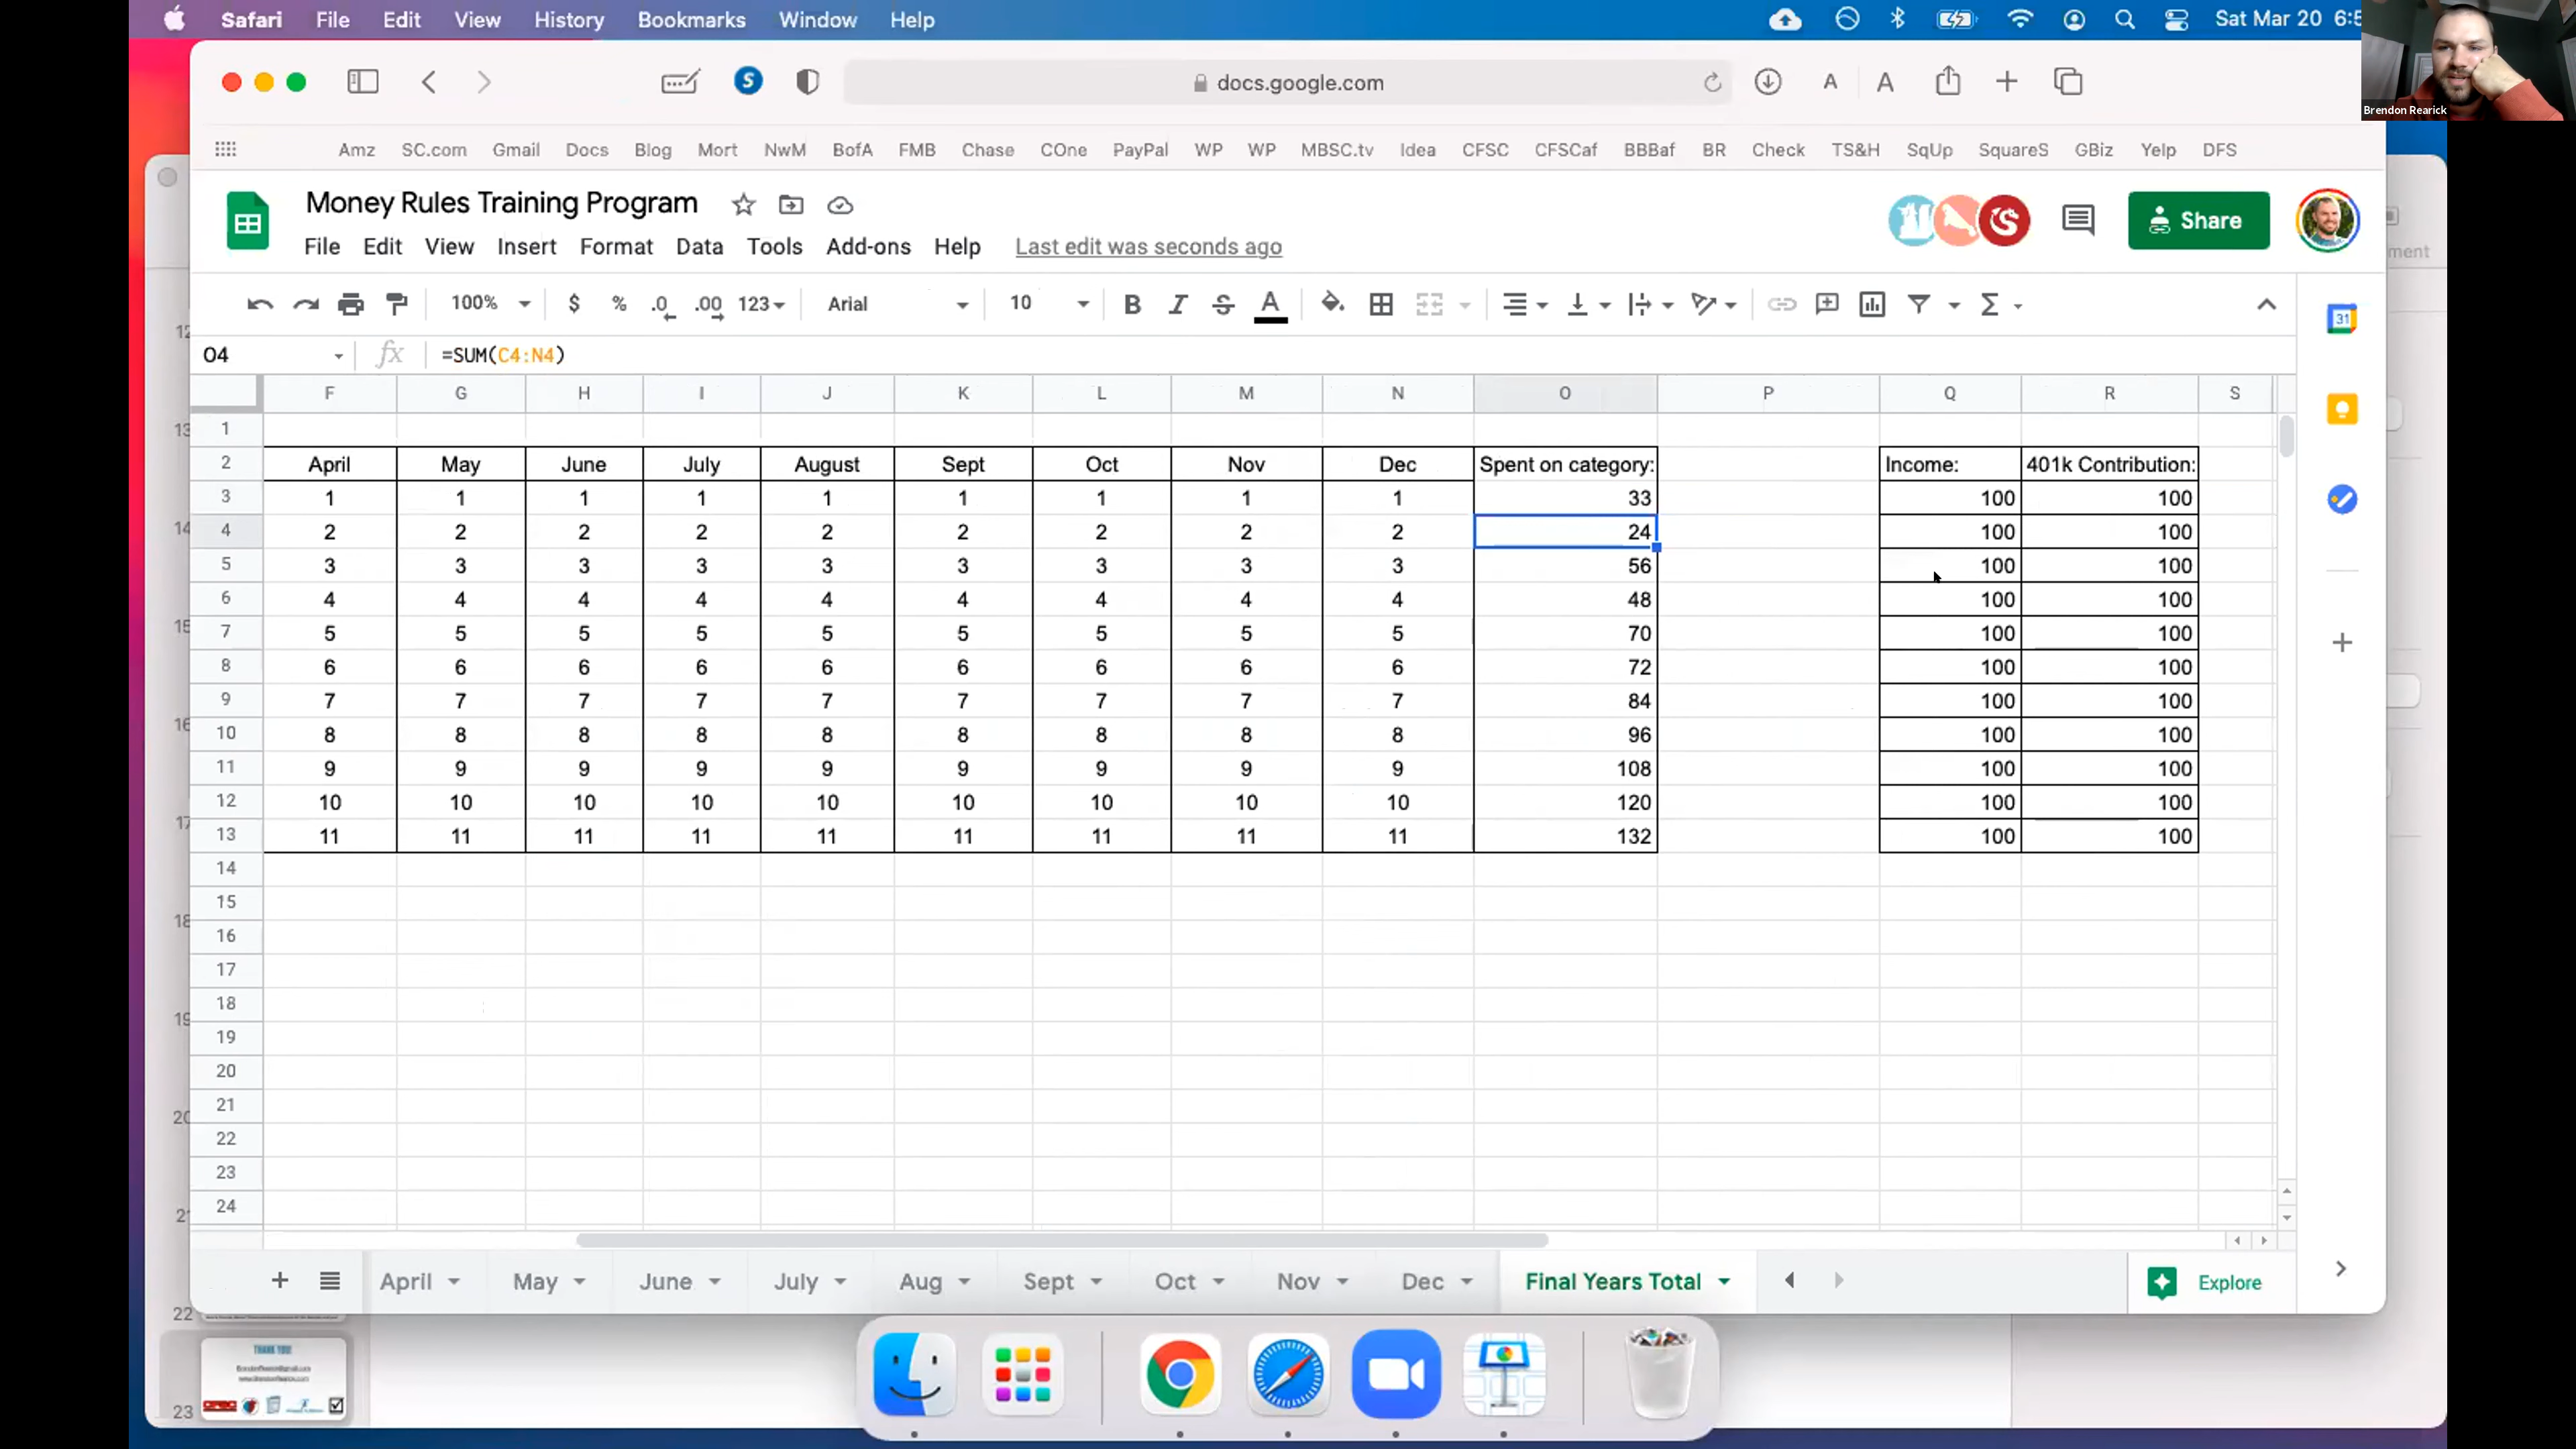 Safari File Edit View History Bookmarks Window Help Sat Mar 20 6:5
Brendon Rearick
docs.google.com A A
Amz SC.com Gmail Docs Blog Mort NwM BofA FMB Chase COne PayPal WP WP MBSC.tv Idea CFSC CFSCaf BBBaf BR Check TS&H SqUp SquareS GBiz Yelp DFS
Money Rules Training Program
File Edit View Insert Format Data Tools Add-ons Help Last edit was seconds ago
Share
ment
100% $ % .0 .00 123 Arial 10 B I S A Σ
31
O4 fx =SUM(C4:N4)
F G H I J K L M N O P Q R S
1
2 April May June July August Sept Oct Nov Dec Spent on category: Income: 401k Contribution:
3 1 1 1 1 1 1 1 1 1 33 100 100
4 2 2 2 2 2 2 2 2 2 24 100 100
5 3 3 3 3 3 3 3 3 3 56 100 100
6 4 4 4 4 4 4 4 4 4 48 100 100
7 5 5 5 5 5 5 5 5 5 70 100 100
8 6 6 6 6 6 6 6 6 6 72 100 100
9 7 7 7 7 7 7 7 7 7 84 100 100
10 8 8 8 8 8 8 8 8 8 96 100 100
11 9 9 9 9 9 9 9 9 9 108 100 100
12 10 10 10 10 10 10 10 10 10 120 100 100
13 11 11 11 11 11 11 11 11 11 132 100 100
14
15
16
17
18
19
20
21
22
23
24
April May June July Aug Sept Oct Nov Dec Final Years Total Explore
22
THANK YOU
23